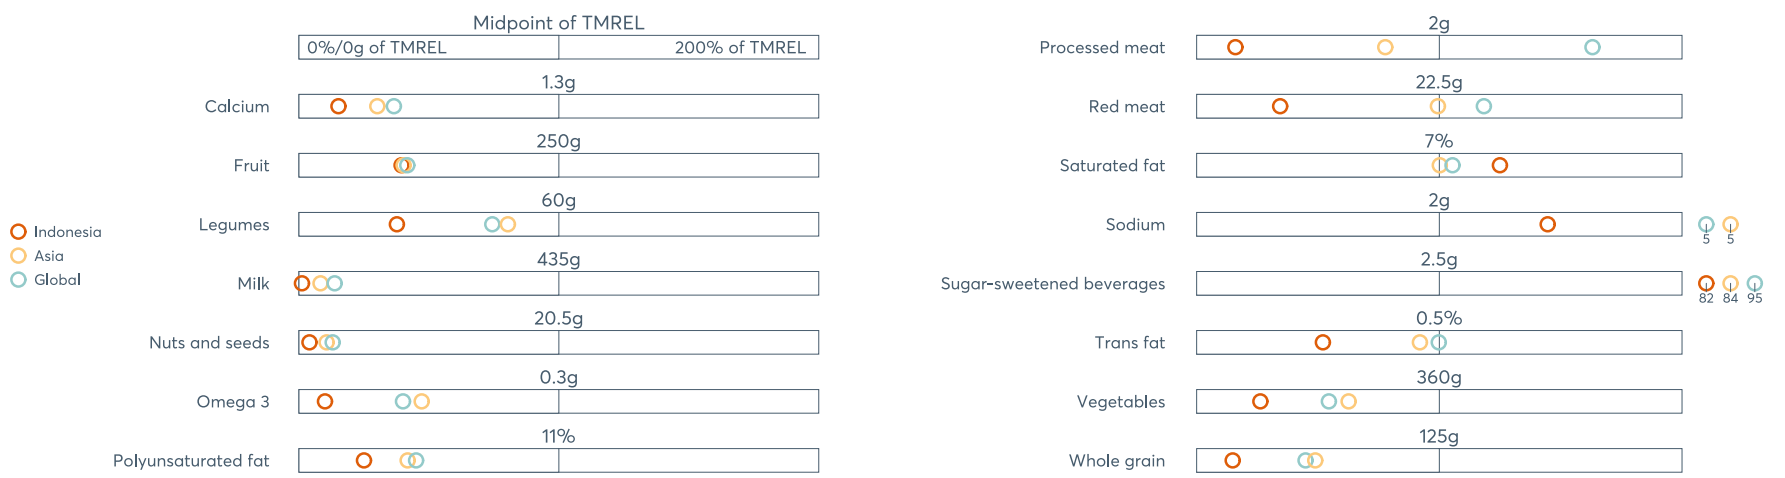 Midpoint of TMREL
0%/0g of TMREL 200% of TMREL
1.3g
Calcium
250g
Fruit
60g
Legumes
435g
Milk
20.5g
Nuts and seeds
0.3g
Omega 3
11%
Polyunsaturated fat
Indonesia
Asia
Global
2g
Processed meat
22.5g
Red meat
7%
Saturated fat
2g
Sodium
5 5
2.5g
Sugar-sweetened beverages
82 84 95
0.5%
Trans fat
360g
Vegetables
125g
Whole grain